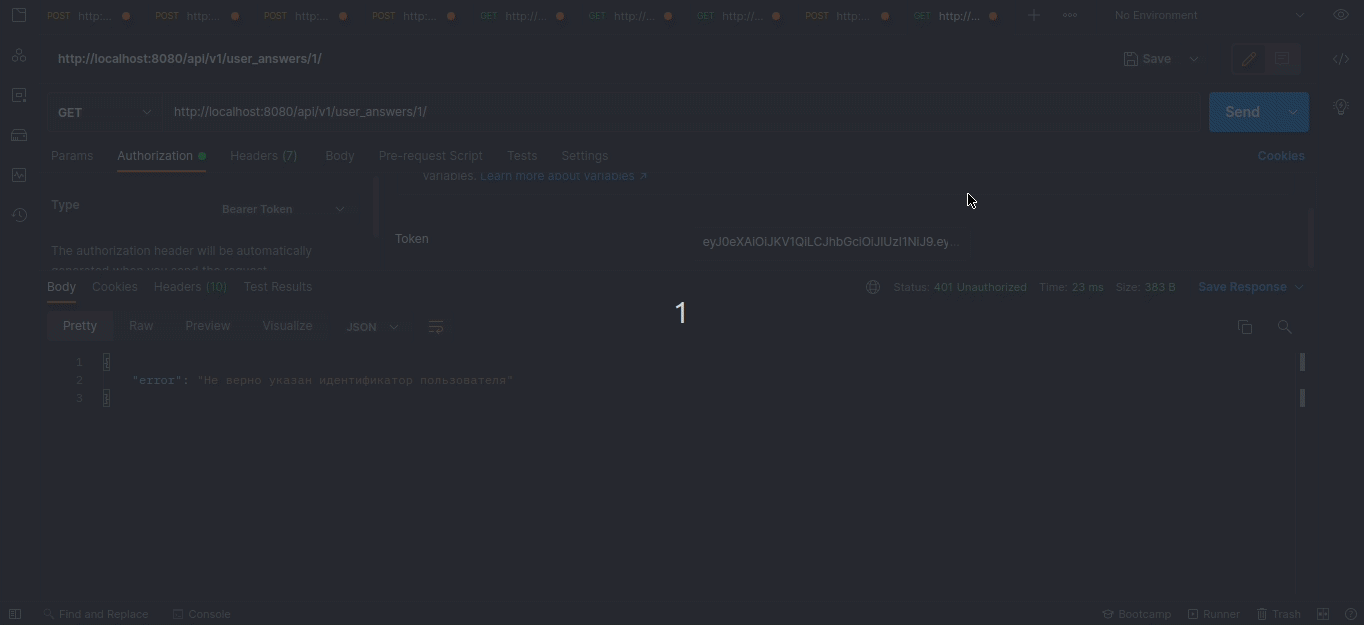 POST http:... POST http:... POST http:... POST http:... GET http://... GET http://... GET http://... POST http:... GET http://... No Environment
http://localhost:8080/api/v1/user_answers/1/ Save
GET http://localhost:8080/api/v1/user_answers/1/ Send
Params Authorization Headers (7) Body Pre-request Script Tests Settings Cookies
variables. Learn more about variables ↗
Type Bearer Token
Token eyJ0eXAiOiJKV1QiLCJhbGciOiJIUzI1NiJ9.ey...
The authorization header will be automatically
generated when you send the request.
Body Cookies Headers (10) Test Results Status: 401 Unauthorized Time: 23 ms Size: 383 B Save Response
1
Pretty Raw Preview Visualize JSON
1 {
2 "error": "Не верно указан идентификатор пользователя"
3 }
Find and Replace Console Bootcamp Runner Trash